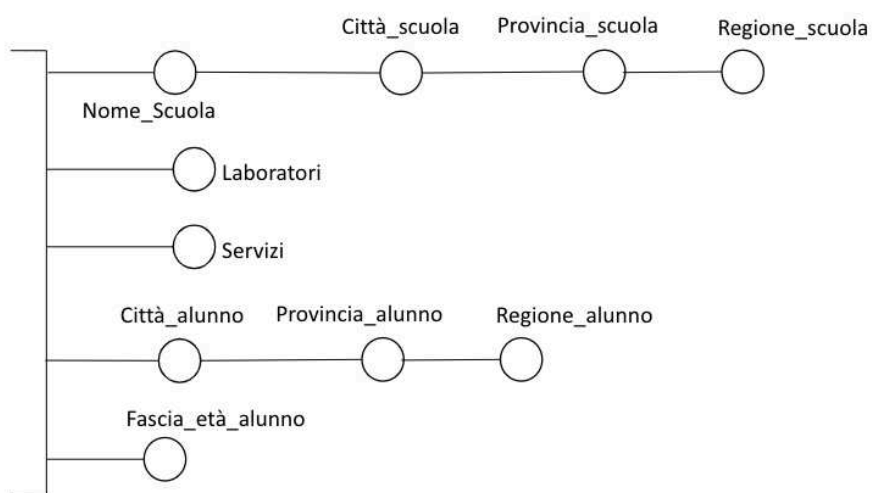 Città_scuola
Provincia_scuola
Regione_scuola
Nome_Scuola
Laboratori
Servizi
Città_alunno
Provincia_alunno
Regione_alunno
Fascia_età_alunno